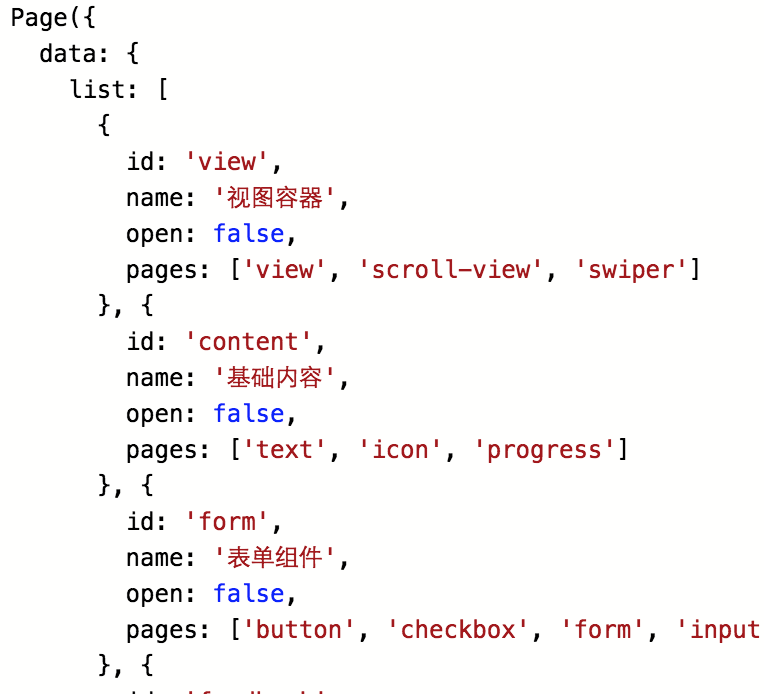 Page({
  data: {
    list: [
      {
        id: 'view',
        name: '视图容器',
        open: false,
        pages: ['view', 'scroll-view', 'swiper']
      }, {
        id: 'content',
        name: '基础内容',
        open: false,
        pages: ['text', 'icon', 'progress']
      }, {
        id: 'form',
        name: '表单组件',
        open: false,
        pages: ['button', 'checkbox', 'form', 'input
      }, {